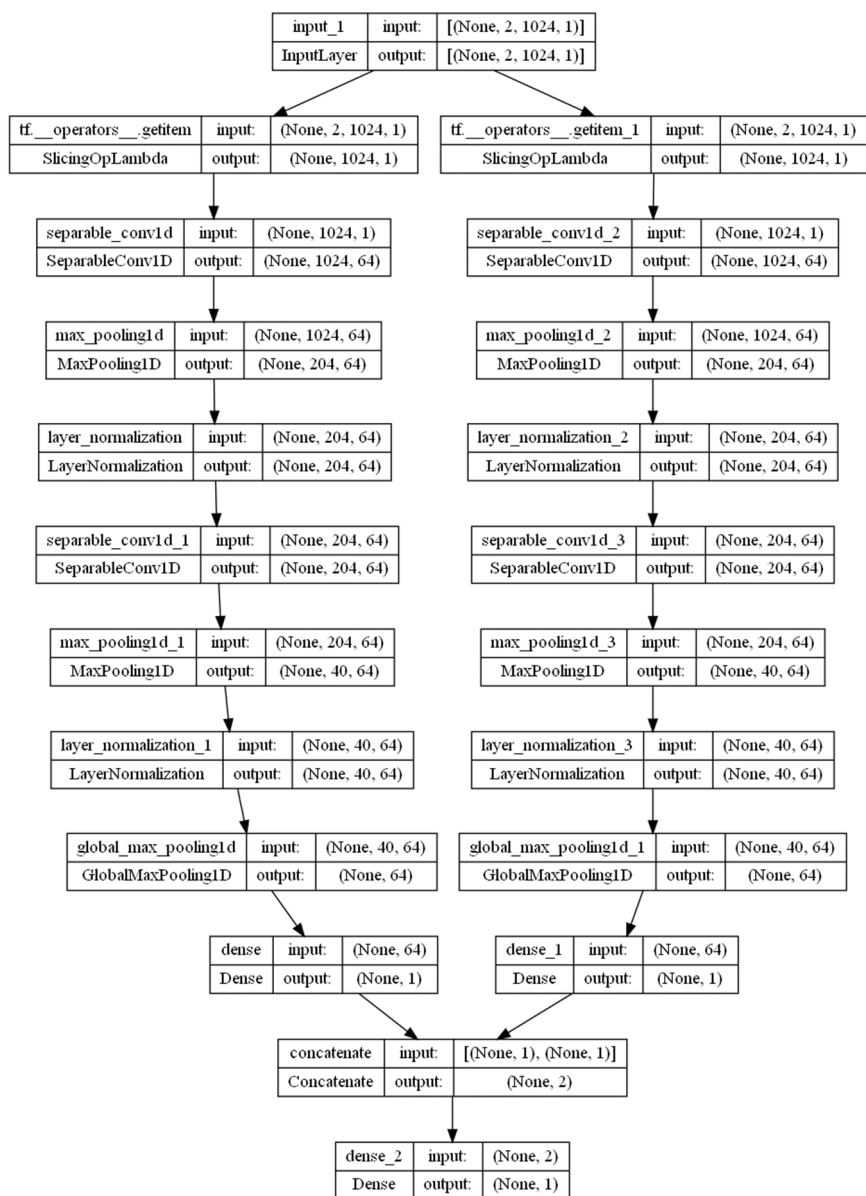 input_1 input: [(None, 2, 1024, 1)]
InputLayer output: [(None, 2, 1024, 1)]
tf.__operators__.getitem input: (None, 2, 1024, 1)
SlicingOpLambda output: (None, 1024, 1)
tf.__operators__.getitem_1 input: (None, 2, 1024, 1)
SlicingOpLambda output: (None, 1024, 1)
separable_conv1d input: (None, 1024, 1)
SeparableConv1D output: (None, 1024, 64)
separable_conv1d_2 input: (None, 1024, 1)
SeparableConv1D output: (None, 1024, 64)
max_pooling1d input: (None, 1024, 64)
MaxPooling1D output: (None, 204, 64)
max_pooling1d_2 input: (None, 1024, 64)
MaxPooling1D output: (None, 204, 64)
layer_normalization input: (None, 204, 64)
LayerNormalization output: (None, 204, 64)
layer_normalization_2 input: (None, 204, 64)
LayerNormalization output: (None, 204, 64)
separable_conv1d_1 input: (None, 204, 64)
SeparableConv1D output: (None, 204, 64)
separable_conv1d_3 input: (None, 204, 64)
SeparableConv1D output: (None, 204, 64)
max_pooling1d_1 input: (None, 204, 64)
MaxPooling1D output: (None, 40, 64)
max_pooling1d_3 input: (None, 204, 64)
MaxPooling1D output: (None, 40, 64)
layer_normalization_1 input: (None, 40, 64)
LayerNormalization output: (None, 40, 64)
layer_normalization_3 input: (None, 40, 64)
LayerNormalization output: (None, 40, 64)
global_max_pooling1d input: (None, 40, 64)
GlobalMaxPooling1D output: (None, 64)
global_max_pooling1d_1 input: (None, 40, 64)
GlobalMaxPooling1D output: (None, 64)
dense input: (None, 64)
Dense output: (None, 1)
dense_1 input: (None, 64)
Dense output: (None, 1)
concatenate input: [(None, 1), (None, 1)]
Concatenate output: (None, 2)
dense_2 input: (None, 2)
Dense output: (None, 1)